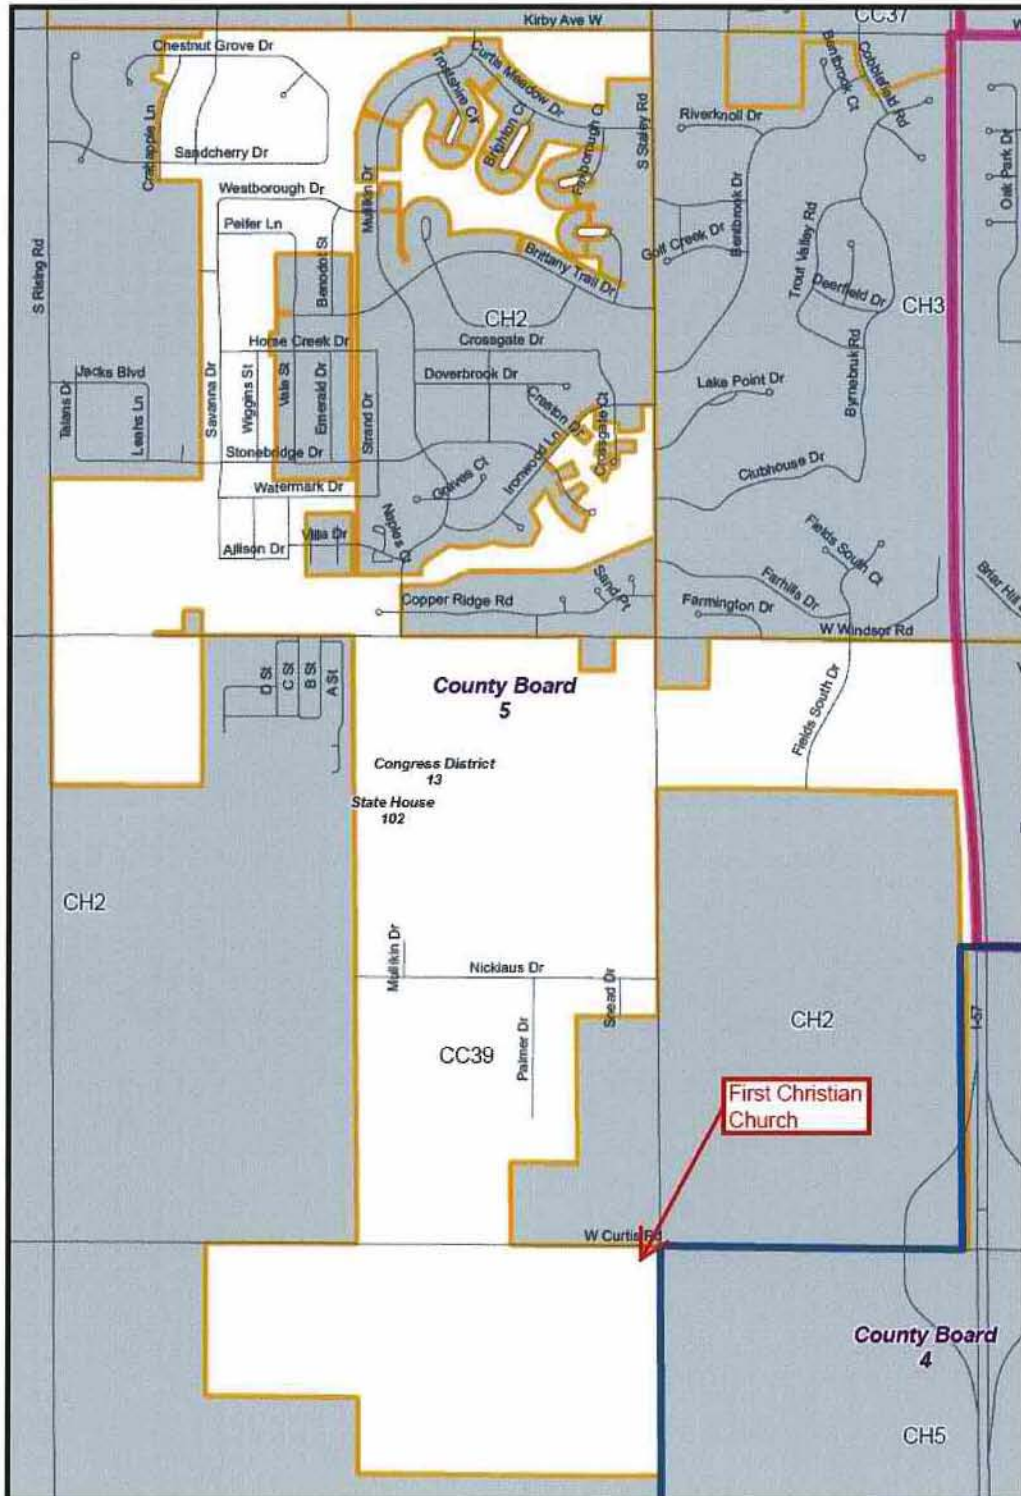 Kirby Ave W
CC37
Chestnut Grove Dr
Crabapple Ln
Sandcherry Dr
Trotshire Ct
Curtis Meadow Dr
Brighton Ct
S Staley Rd
Riverknoll Dr
Bentbrook Ct
Cobblefield Rd
Oak Park Dr
Westborough Dr
Peifer Ln
Mullikin Dr
Benodot St
S Rising Rd
Golf Creek Dr
Bentbrook Dr
Trout Valley Rd
Deerfield Dr
Brittany Trail Dr
CH2
CH3
Horse Creek Dr
Crossgate Dr
Byrnebruk Rd
Jacks Blvd
Doverbrook Dr
Lake Point Dr
Talans Dr
Leahs Ln
Savanna Dr
Wiggins St
Vale St
Emerald Dr
Strand Dr
Creston Dr
Crossgate Ct
Ironwood Ln
Stonebridge Dr
Graves Ct
Clubhouse Dr
Watermark Dr
Naples Ct
Villa Dr
Allison Dr
Fields South Ct
Copper Ridge Rd
Sand Pt
Farmington Dr
Farhills Dr
Briar Hill
W Windsor Rd
D St
C St
B St
A St
County Board
5
Fields South Dr
Congress District
13
State House
102
CH2
Mullikin Dr
Nicklaus Dr
Snead Dr
Palmer Dr
CC39
CH2
I-57
First Christian
Church
W Curtis Rd
County Board
4
CH5